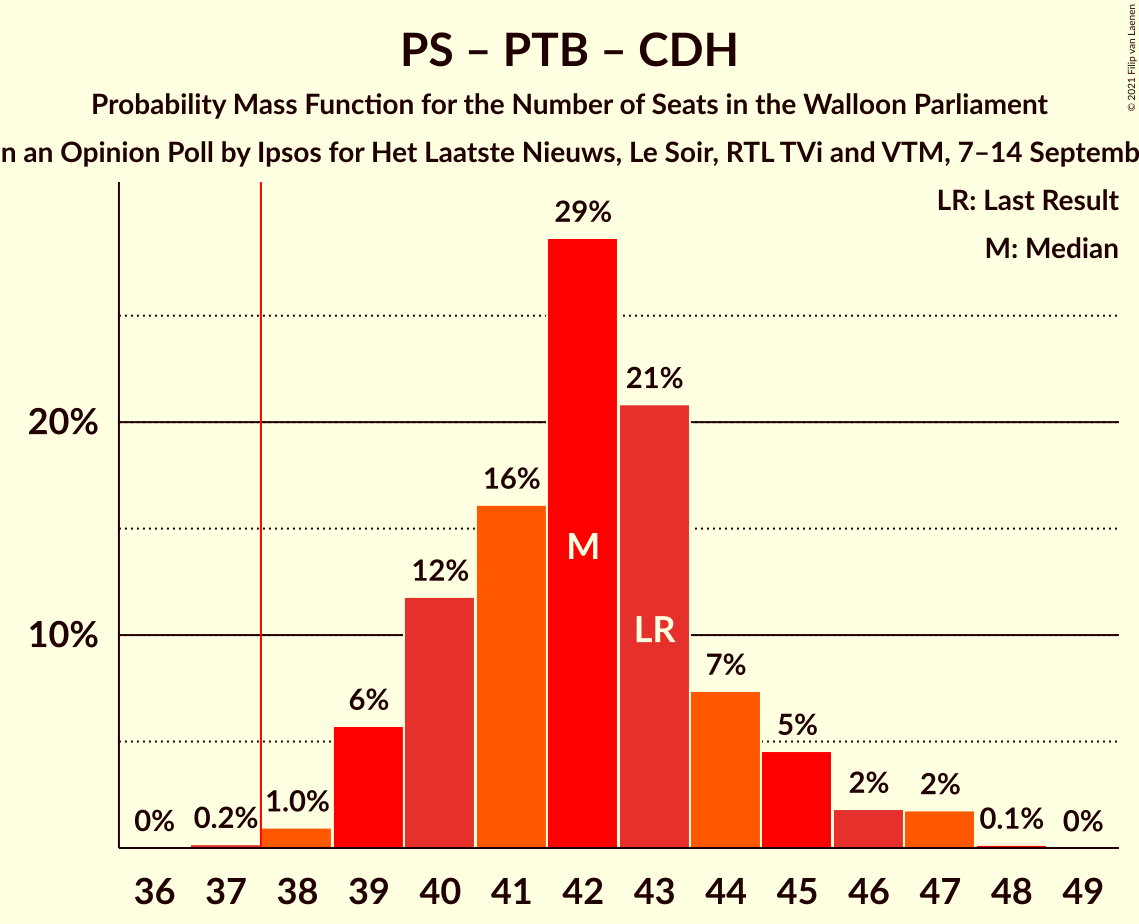 PS – PTB – CDH
Probability Mass Function for the Number of Seats in the Walloon Parliament
n an Opinion Poll by Ipsos for Het Laatste Nieuws, Le Soir, RTL TVi and VTM, 7–14 Septemb
© 2021 Filip van Laenen
LR: Last Result
M: Median
29%
21%
20%
16%
M
12%
LR
10%
7%
6%
5%
2%
2%
1.0%
0%
0.2%
0.1%
0%
36 37 38 39 40 41 42 43 44 45 46 47 48 49